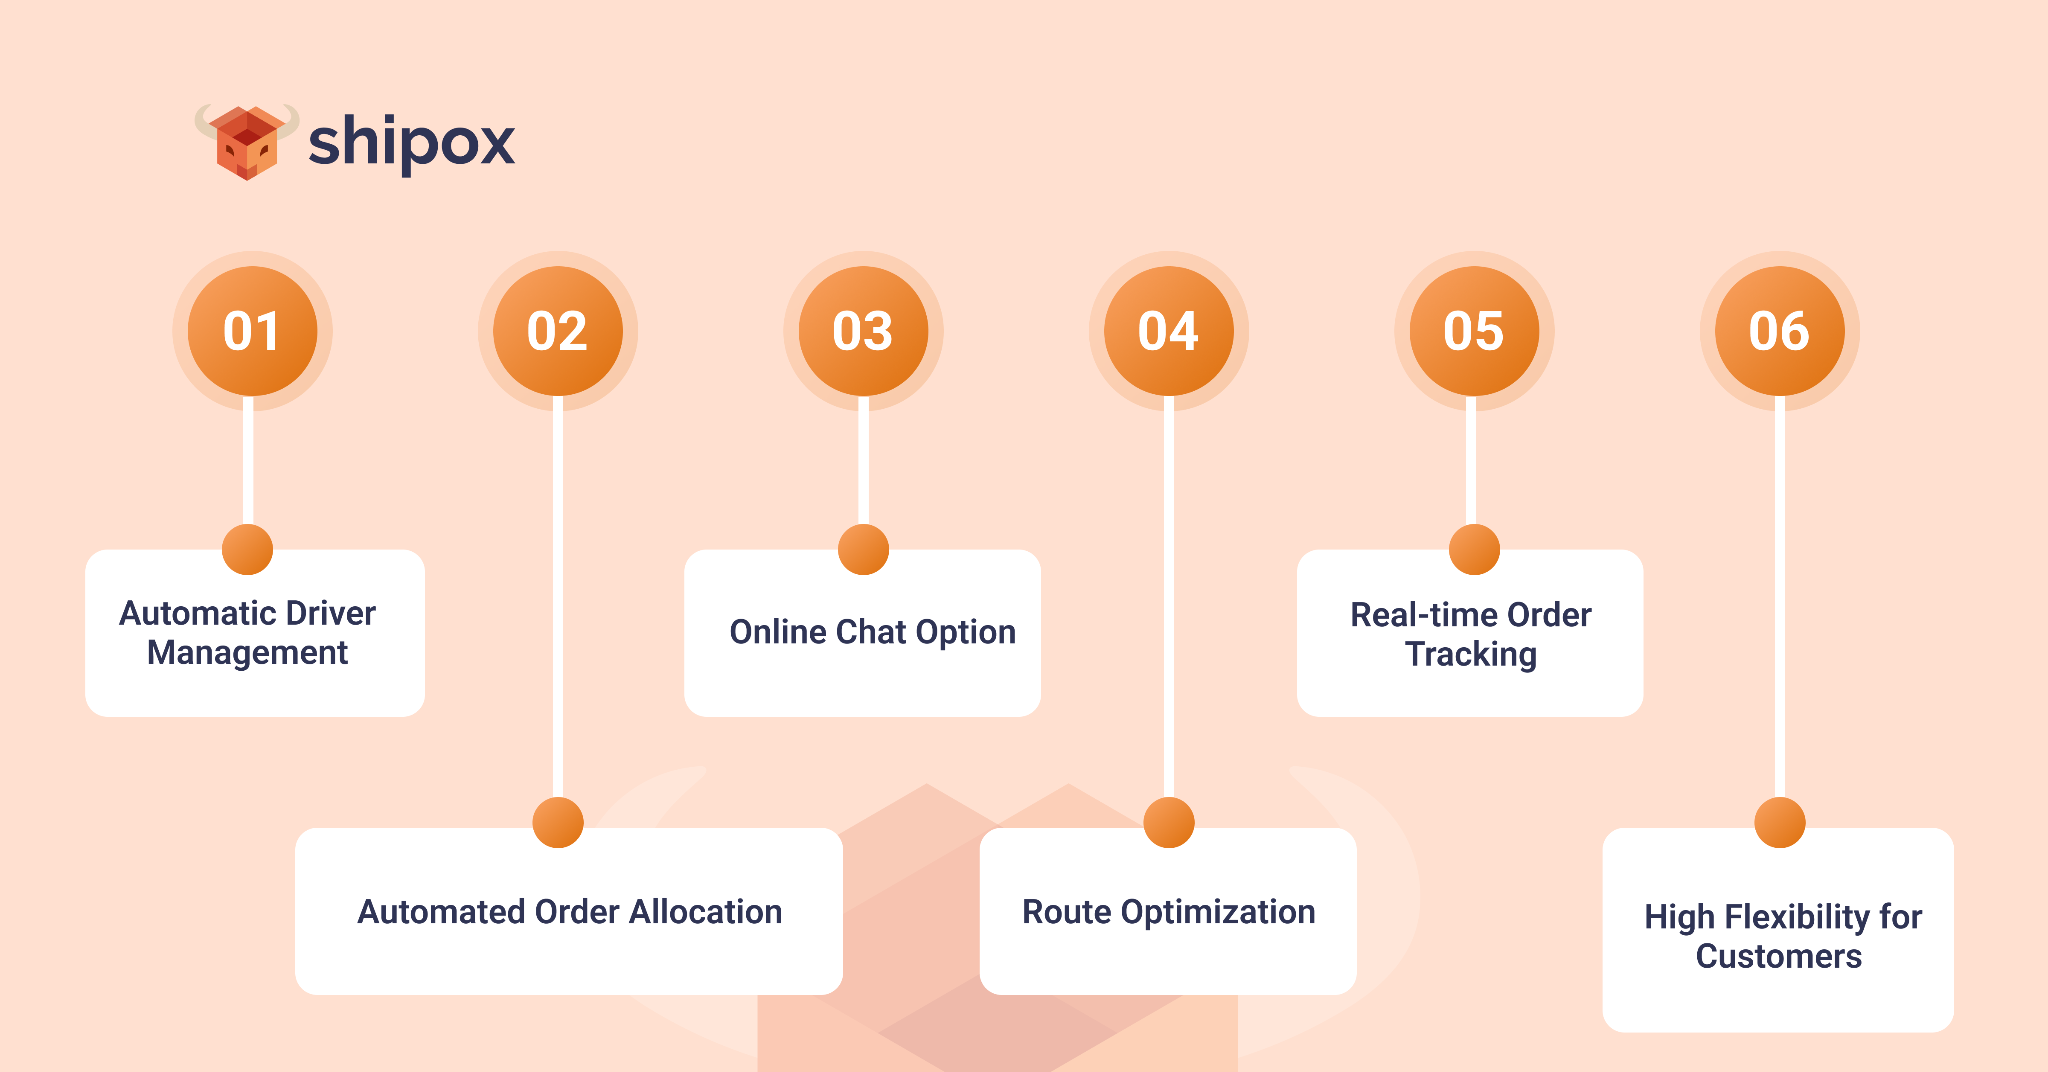 shipox
01
02
03
04
05
06
Automatic Driver
Management
Online Chat Option
Real-time Order
Tracking
Automated Order Allocation
Route Optimization
High Flexibility for
Customers